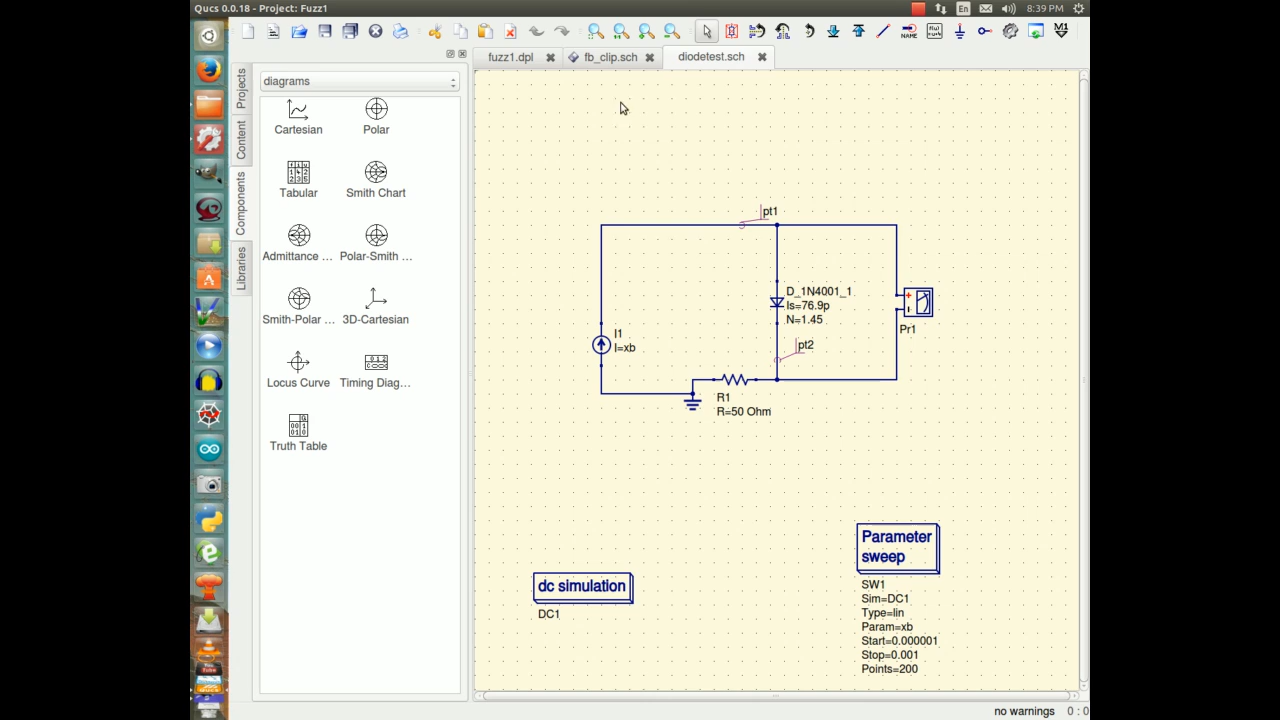 Qucs 0.0.18 - Project: Fuzz1
En
8:39 PM
M1
fuzz1.dpl
fb_clip.sch
diodetest.sch
Projects
Content
Components
Libraries
diagrams
Cartesian
Polar
Tabular
Smith Chart
Admittance ...
Polar-Smith ...
Smith-Polar ...
3D-Cartesian
Locus Curve
Timing Diag...
Truth Table
pt1
D_1N4001_1
Is=76.9p
N=1.45
Pr1
I1
I=xb
pt2
R1
R=50 Ohm
dc simulation
DC1
Parameter
sweep
SW1
Sim=DC1
Type=lin
Param=xb
Start=0.000001
Stop=0.001
Points=200
no warnings
0 : 0